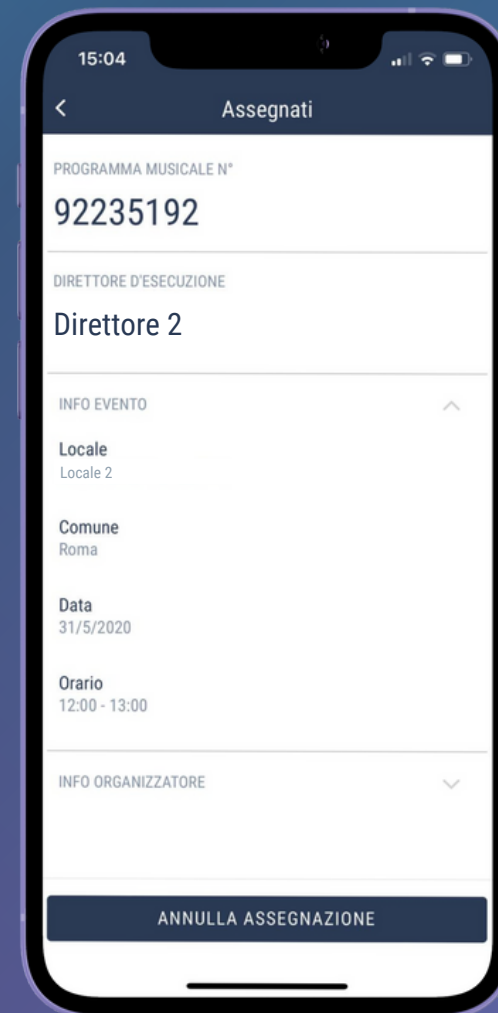 15:04
Assegnati
PROGRAMMA MUSICALE N°
92235192
DIRETTORE D'ESECUZIONE
Direttore 2
INFO EVENTO
Locale
Locale 2
Comune
Roma
Data
31/5/2020
Orario
12:00 - 13:00
INFO ORGANIZZATORE
ANNULLA ASSEGNAZIONE